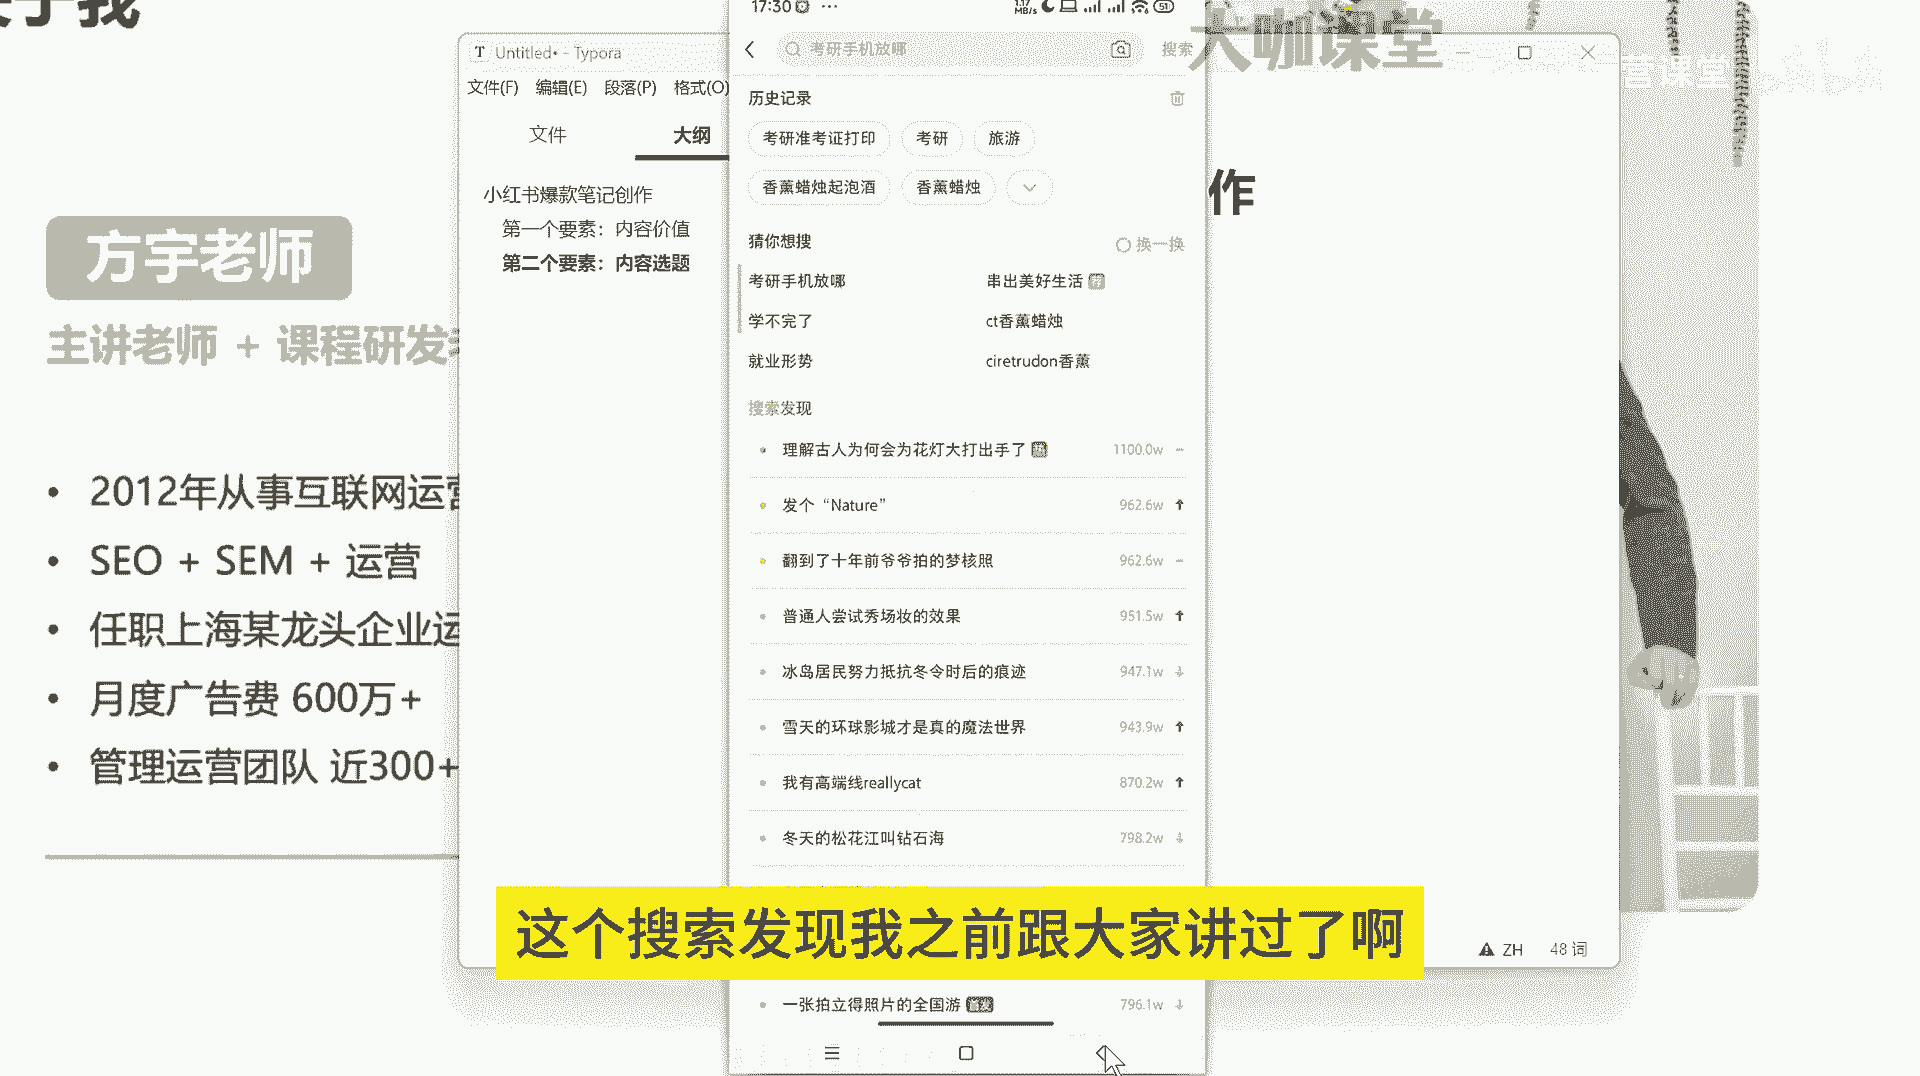 关于我
方宇老师
主讲老师 + 课程研发
2012年从事互联网运营
SEO + SEM + 运营
任职上海某龙头企业运
月度广告费 600万+
管理运营团队 近300+
Untitled• - Typora
文件(F) 编辑(E) 段落(P) 格式(O)
文件 大纲
小红书爆款笔记创作
第一个要素：内容价值
第二个要素：内容选题
作
ZH 48 词
大咖课堂
营课堂
17:30
1.17 MB/s 51
考研手机放哪 搜索
历史记录
考研准考证打印 考研 旅游
香薰蜡烛起泡酒 香薰蜡烛
猜你想搜 换一换
考研手机放哪 串出美好生活
学不完了 ct香薰蜡烛
就业形势 ciretrudon香薰
搜索发现
理解古人为何会为花灯大打出手了 热 1100.0w
发个“Nature” 962.6w
翻到了十年前爷爷拍的梦核照 962.6w
普通人尝试秀场妆的效果 951.5w
冰岛居民努力抵抗冬令时后的痕迹 947.1w
雪天的环球影城才是真的魔法世界 943.9w
我有高端线reallycat 870.2w
冬天的松花江叫钻石海 798.2w
这个搜索发现我之前跟大家讲过了啊
一张拍立得照片的全国游 首发 796.1w